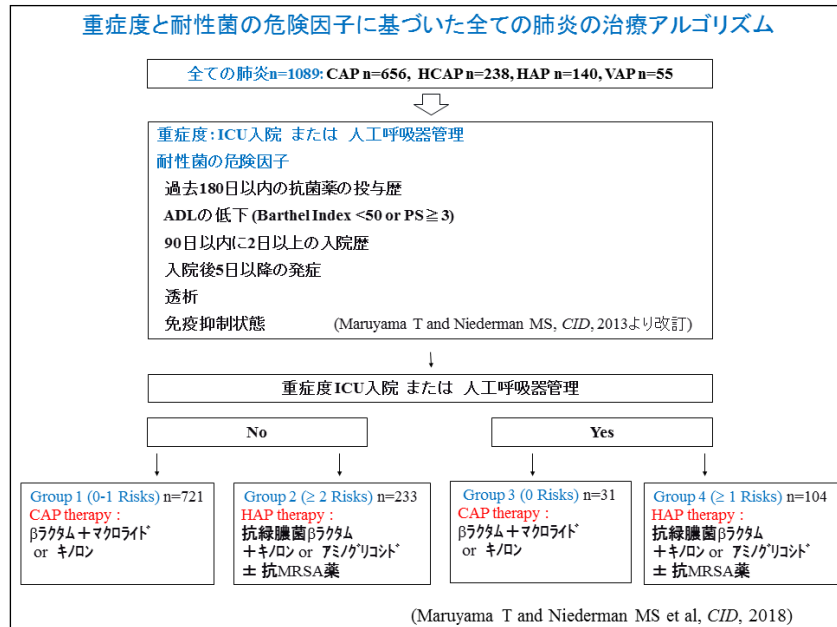 重症度と耐性菌の危険因子に基づいた全ての肺炎の治療アルゴリズム
全ての肺炎n=1089: CAP n=656, HCAP n=238, HAP n=140, VAP n=55
重症度：ICU入院 または 人工呼吸器管理
耐性菌の危険因子
過去180日以内の抗菌薬の投与歴
ADLの低下 (Barthel Index <50 or PS≧3)
90日以内に2日以上の入院歴
入院後5日以降の発症
透析
免疫抑制状態 (Maruyama T and Niederman MS, CID, 2013より改訂)
重症度ICU入院 または 人工呼吸器管理
No
Yes
Group 1 (0-1 Risks) n=721
CAP therapy :
βラクタム＋マクロライド
or キノロン
Group 2 (≥ 2 Risks) n=233
HAP therapy :
抗緑膿菌βラクタム
＋キノロン or アミノグリコシド
± 抗MRSA薬
Group 3 (0 Risks) n=31
CAP therapy :
βラクタム＋マクロライド
or キノロン
Group 4 (≥ 1 Risks) n=104
HAP therapy :
抗緑膿菌βラクタム
＋キノロン or アミノグリコシド
± 抗MRSA薬
(Maruyama T and Niederman MS et al, CID, 2018)